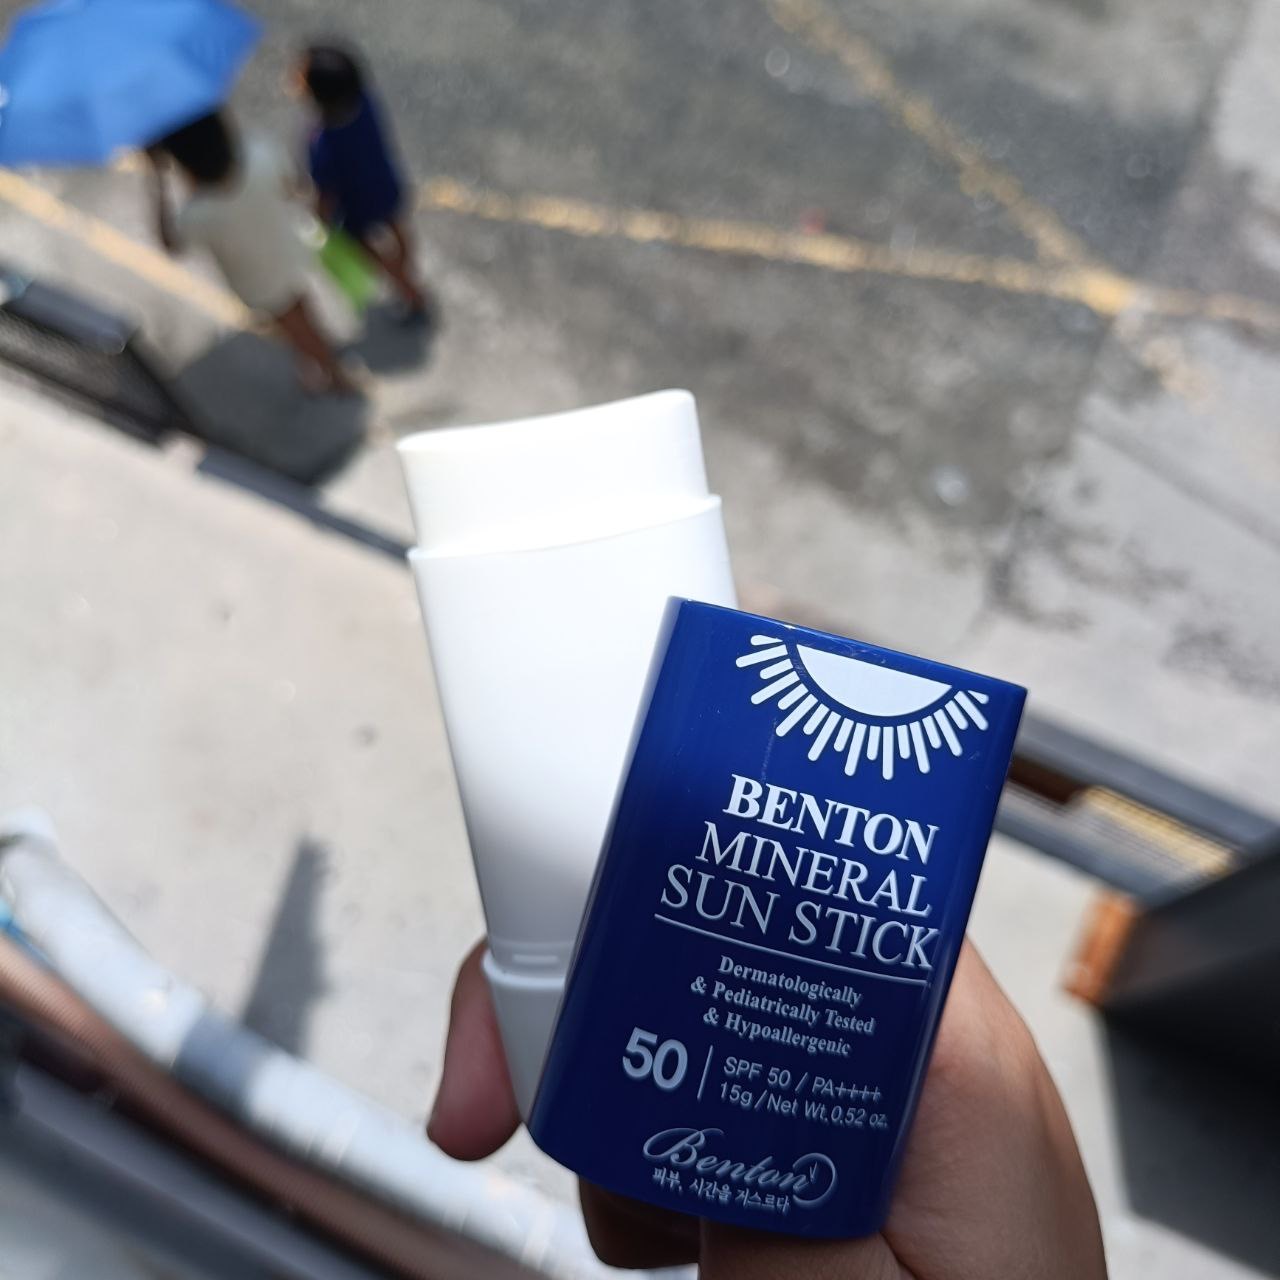 BENTON
MINERAL
SUN STICK
Dermatologically
& Pediatrically Tested
& Hypoallergenic
50
SPF 50 / PA++++
15g / Net Wt. 0.52 oz.
Benton
피부, 시간을 거스르다